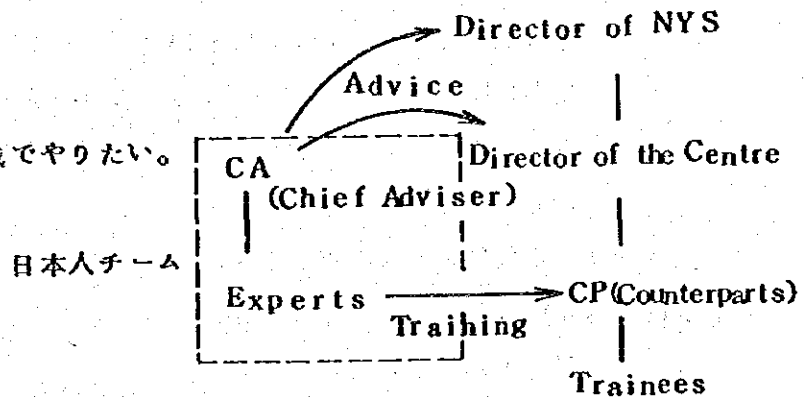 Director of NYS
Advice
でやりたい。
CA
Director of the Centre
(Chief Adviser)
日本人チーム
Experts
CP(Counterparts)
Training
Trainees